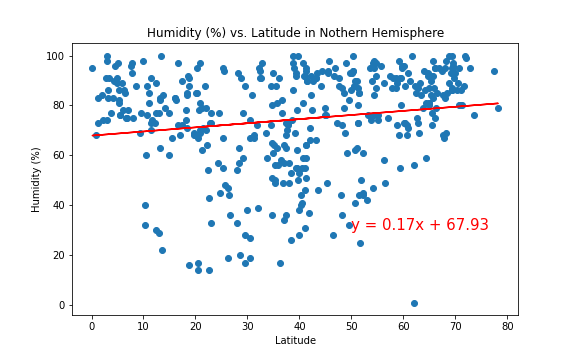 Humidity (%) vs. Latitude in Nothern Hemisphere
100
80
60
40
20
0
Humidity (%)
y = 0.17x + 67.93
0 10 20 30 40 50 60 70 80
Latitude